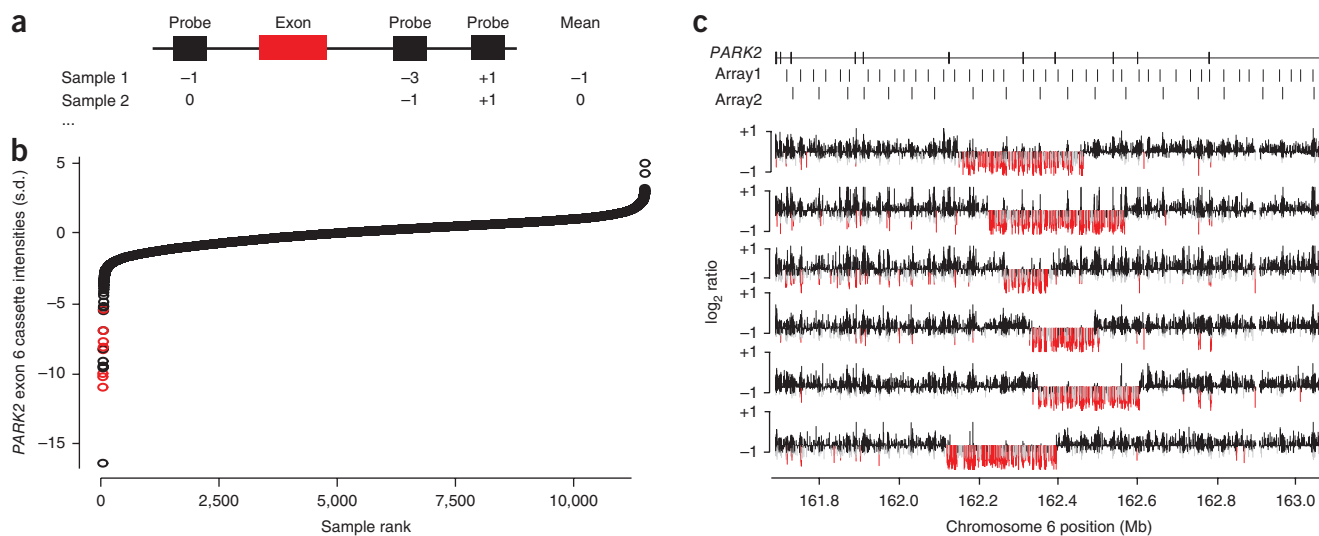 a
Probe Exon Probe Probe Mean
Sample 1 −1 −3 +1 −1
Sample 2 0 −1 +1 0
...
b
PARK2 exon 6 cassette intensities (s.d.)
5
0
−5
−10
−15
0 2,500 5,000 7,500 10,000
Sample rank
c
PARK2
Array1
Array2
log2 ratio
+1
−1
+1
−1
+1
−1
+1
−1
+1
−1
+1
−1
161.8 162.0 162.2 162.4 162.6 162.8 163.0
Chromosome 6 position (Mb)